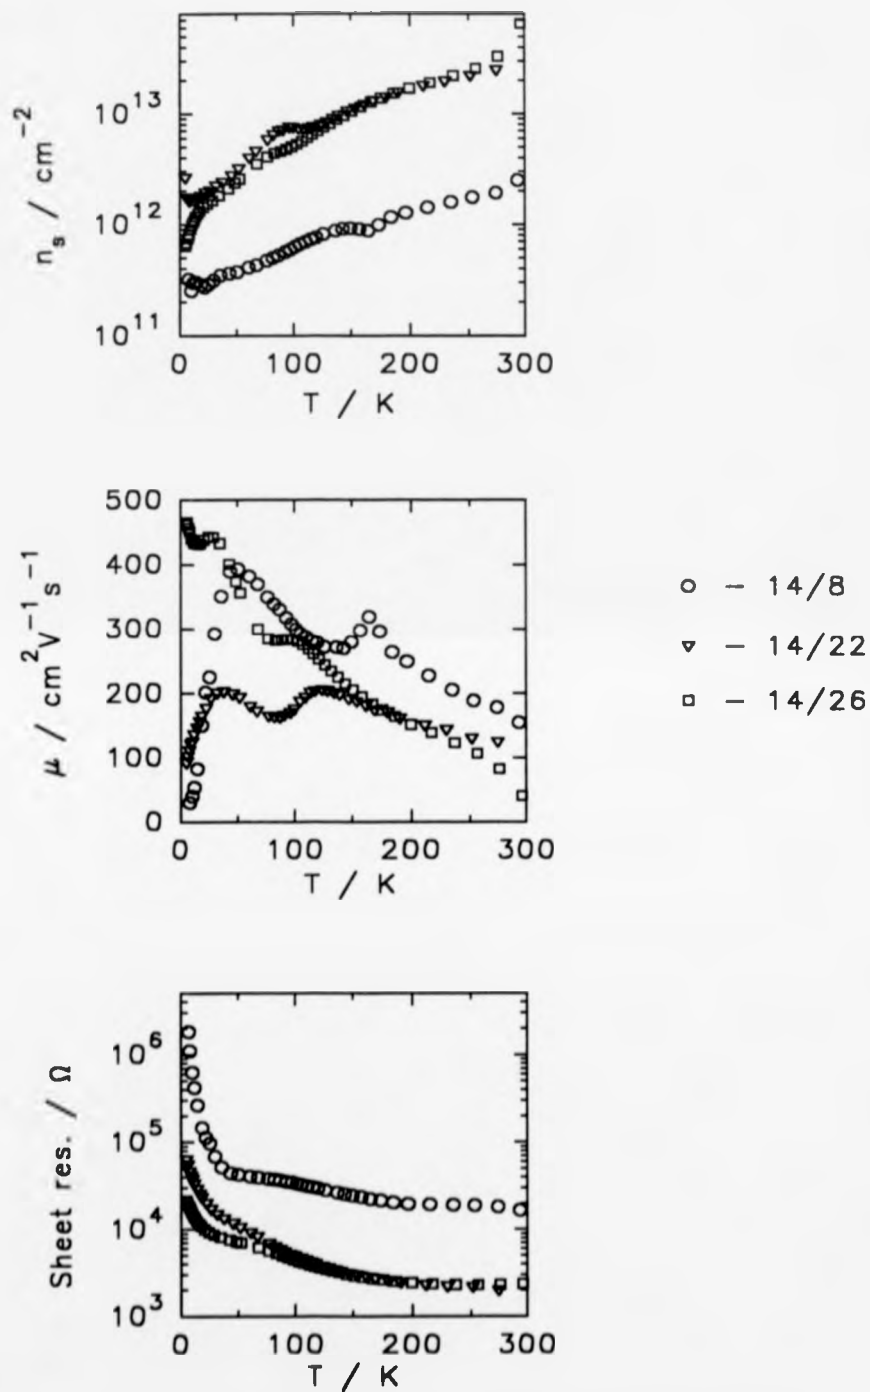 n_s / cm^-2
10^13
10^12
10^11
0 100 200 300
T / K
μ / cm^2V^-1s^-1
500
400
300
200
100
0
0 100 200 300
T / K
○ – 14/8
▿ – 14/22
□ – 14/26
Sheet res. / Ω
10^6
10^5
10^4
10^3
0 100 200 300
T / K